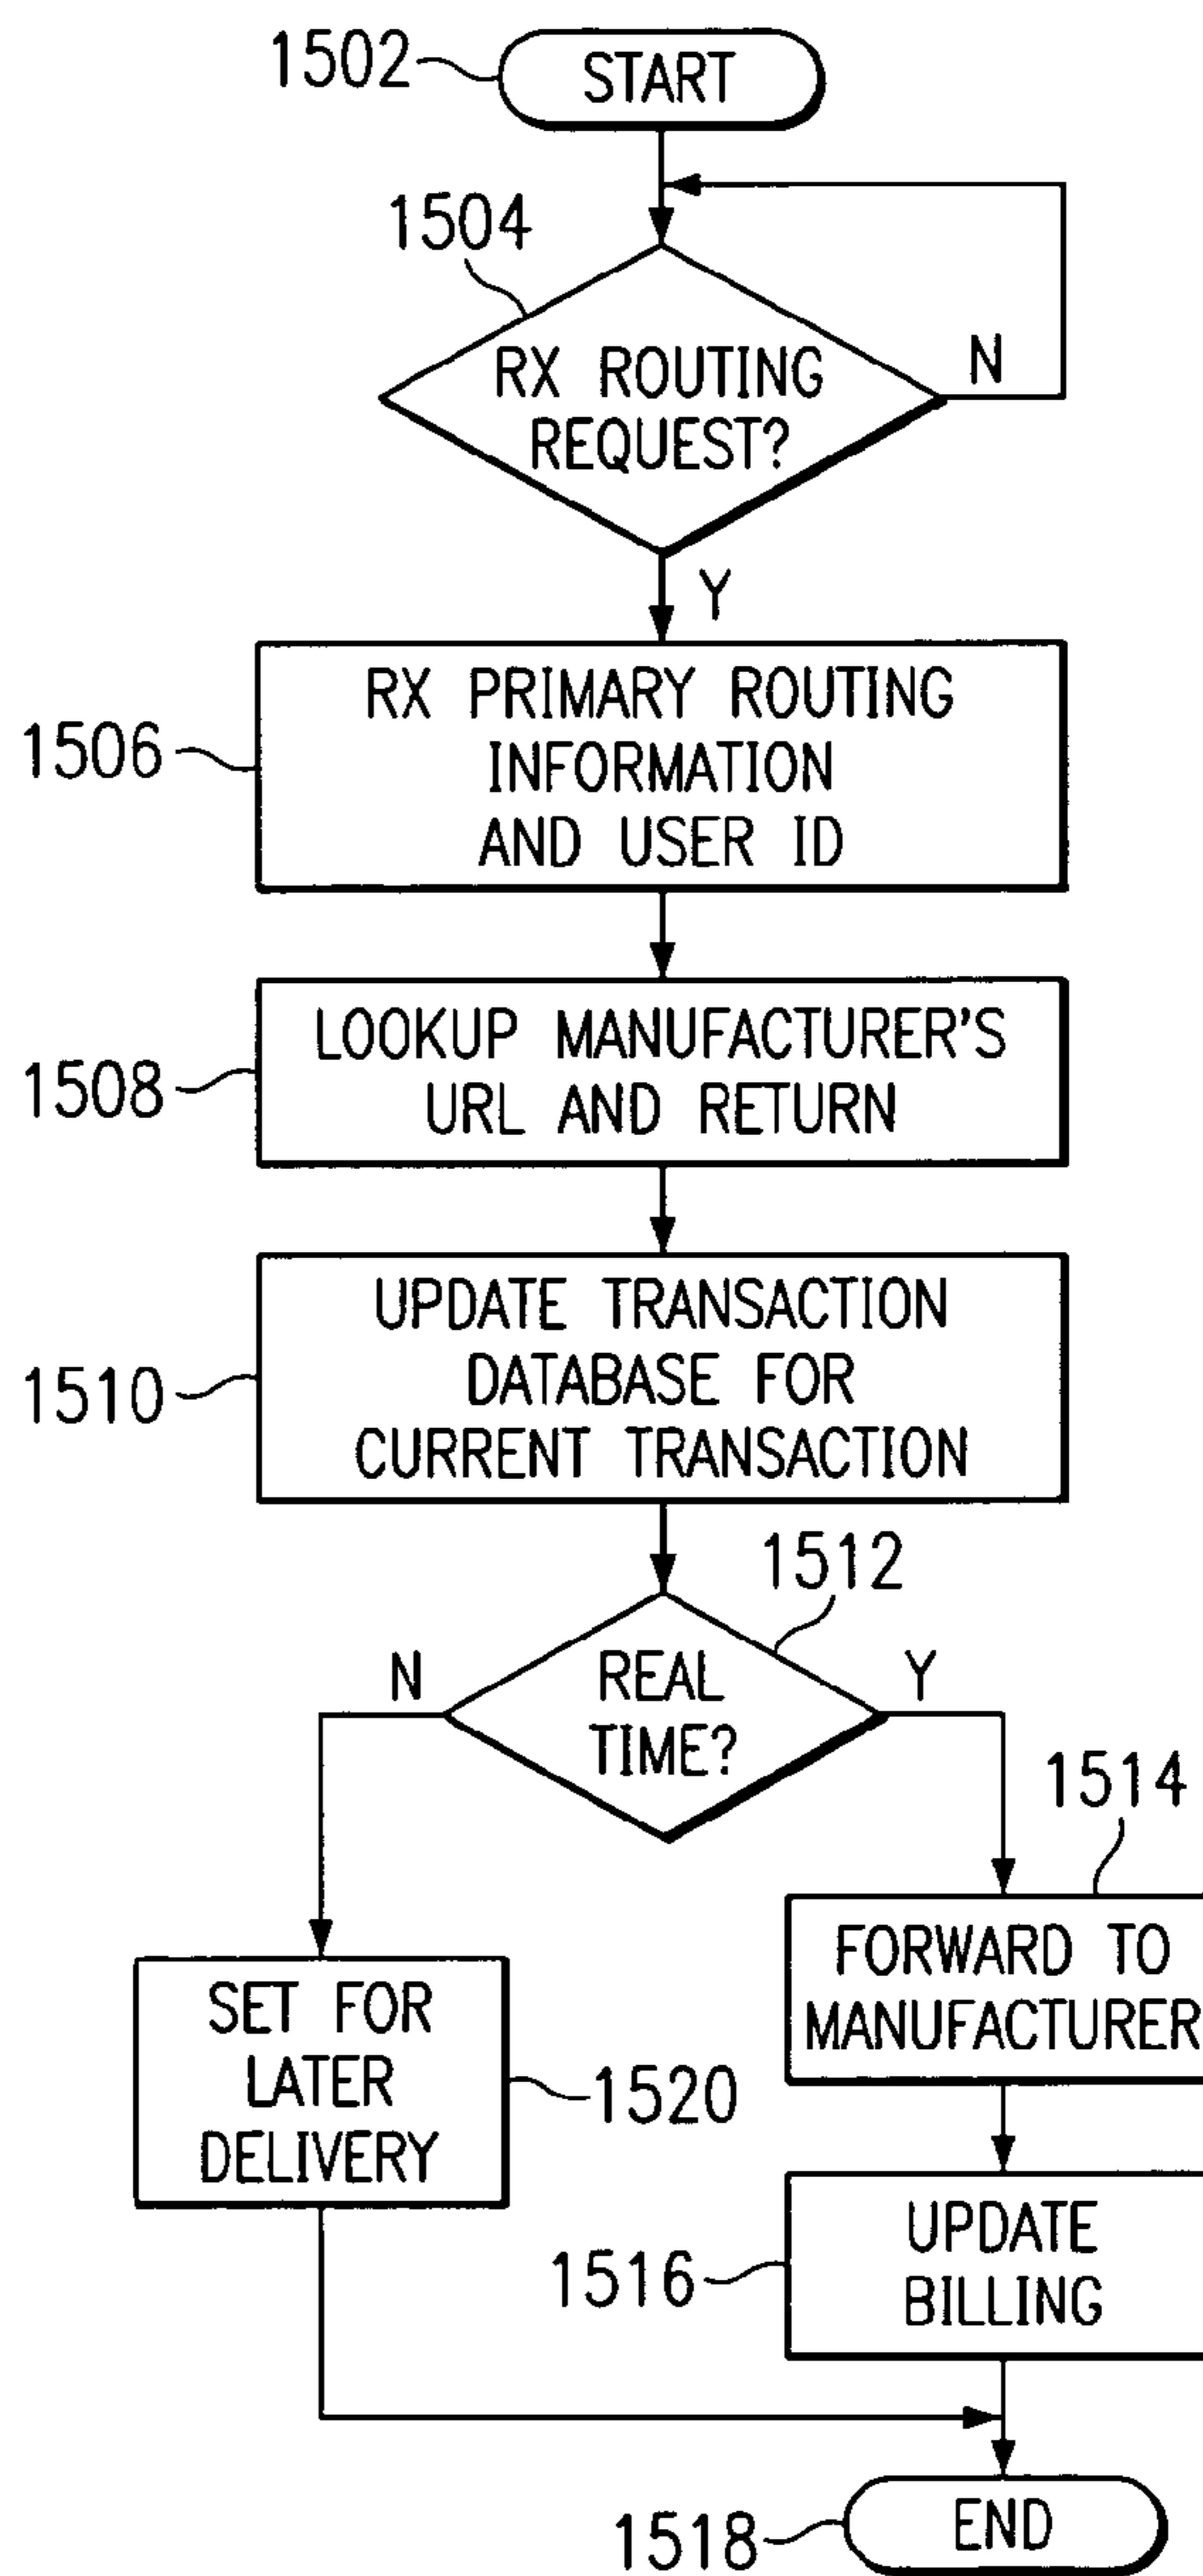 1502
START
1504
RX ROUTING
REQUEST?
N
Y
1506
RX PRIMARY ROUTING
INFORMATION
AND USER ID
1508
LOOKUP MANUFACTURER'S
URL AND RETURN
1510
UPDATE TRANSACTION
DATABASE FOR
CURRENT TRANSACTION
1512
N
REAL
TIME?
Y
1514
FORWARD TO
MANUFACTURER
SET FOR
LATER
DELIVERY
1520
1516
UPDATE
BILLING
1518
END